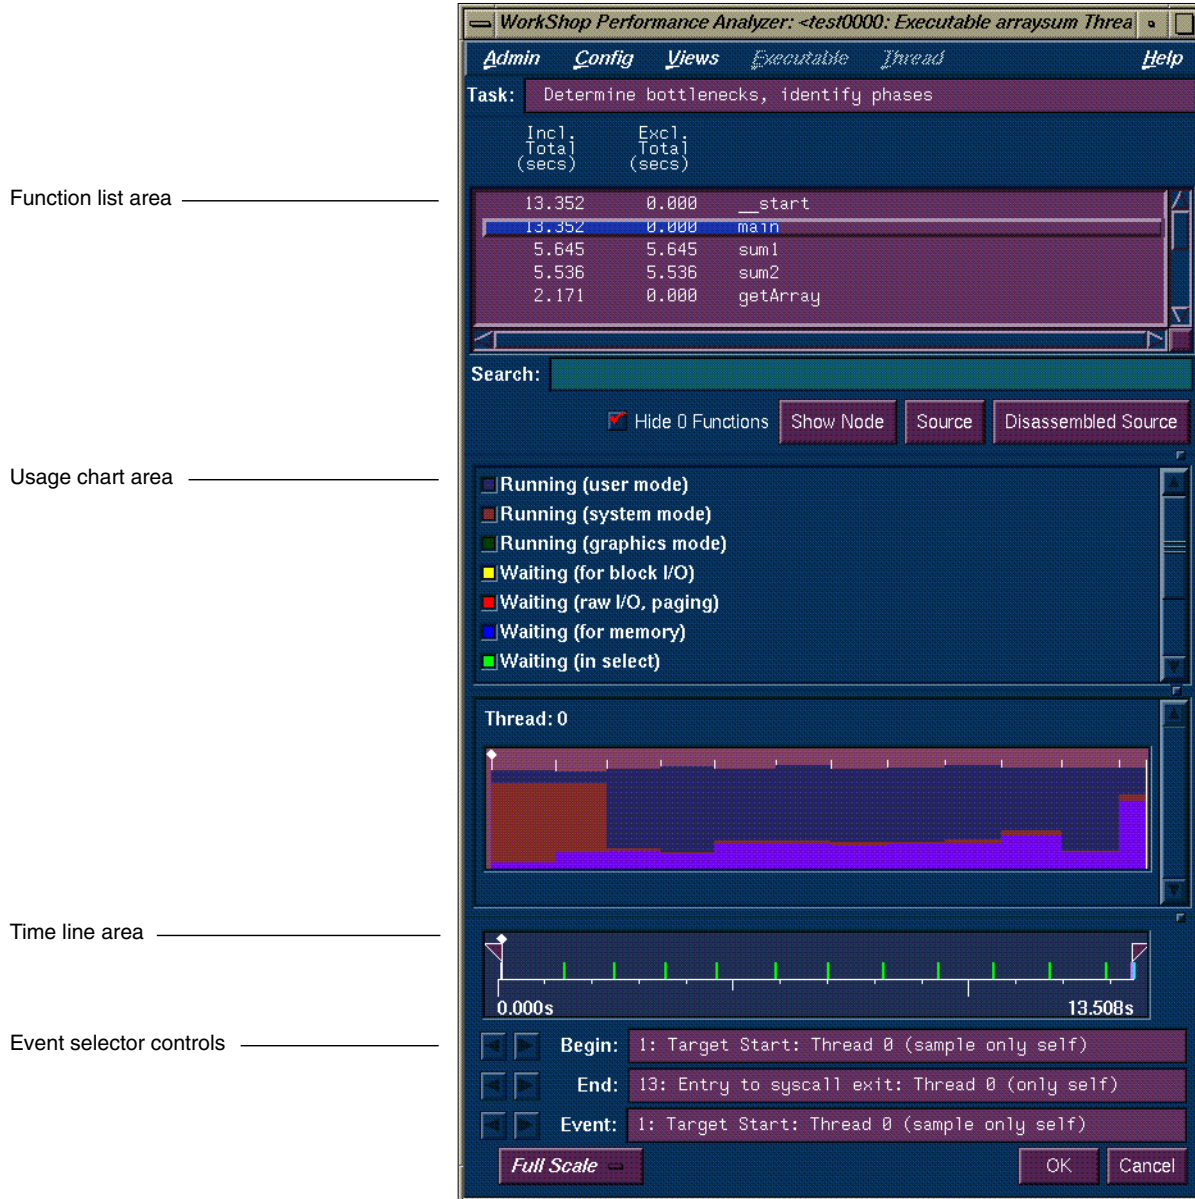 WorkShop Performance Analyzer: <test0000: Executable arraysum Threa
Admin Config Views Executable Thread Help
Task: Determine bottlenecks, identify phases
Incl. Excl.
Total Total
(secs) (secs)
Function list area
13.352 0.000 __start
13.352 0.000 main
5.645 5.645 sum1
5.536 5.536 sum2
2.171 0.000 getArray
Search:
Hide 0 Functions Show Node Source Disassembled Source
Usage chart area
Running (user mode)
Running (system mode)
Running (graphics mode)
Waiting (for block I/O)
Waiting (raw I/O, paging)
Waiting (for memory)
Waiting (in select)
Thread: 0
Time line area
0.000s 13.508s
Event selector controls
Begin: 1: Target Start: Thread 0 (sample only self)
End: 13: Entry to syscall exit: Thread 0 (only self)
Event: 1: Target Start: Thread 0 (sample only self)
Full Scale OK Cancel